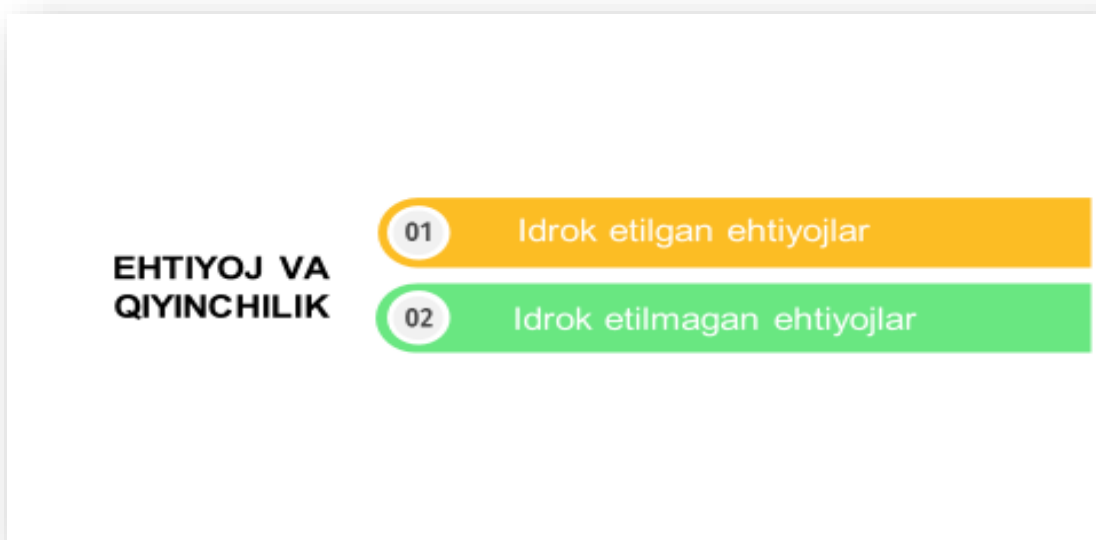 EHTIYOJ VA
QIYINCHILIK
01 Idrok etilgan ehtiyojlar
02 Idrok etilmagan ehtiyojlar